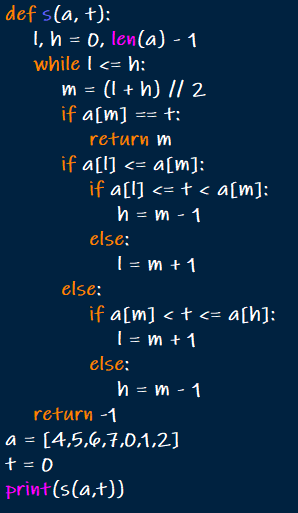 def s(a, t):
    l, h = 0, len(a) - 1
    while l <= h:
        m = (l + h) // 2
        if a[m] == t:
            return m
        if a[l] <= a[m]:
            if a[l] <= t < a[m]:
                h = m - 1
            else:
                l = m + 1
        else:
            if a[m] < t <= a[h]:
                l = m + 1
            else:
                h = m - 1
    return -1
a = [4,5,6,7,0,1,2]
t = 0
print(s(a,t))